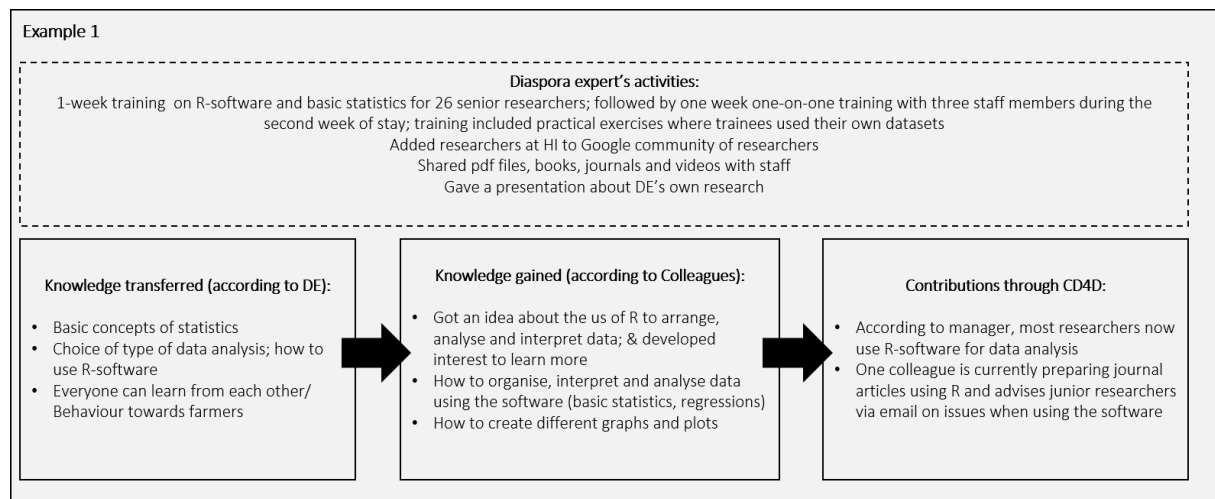 Example 1
Diaspora expert's activities:
1-week training on R-software and basic statistics for 26 senior researchers; followed by one week one-on-one training with three staff members during the
second week of stay; training included practical exercises where trainees used their own datasets
Added researchers at HI to Google community of researchers
Shared pdf files, books, journals and videos with staff
Gave a presentation about DE's own research
Knowledge transferred (according to DE):
• Basic concepts of statistics
• Choice of type of data analysis; how to
use R-software
• Everyone can learn from each other/
Behaviour towards farmers
Knowledge gained (according to Colleagues):
• Got an idea about the us of R to arrange,
analyse and interpret data; & developed
interest to learn more
• How to organise, interpret and analyse data
using the software (basic statistics, regressions)
• How to create different graphs and plots
Contributions through CD4D:
• According to manager, most researchers now
use R-software for data analysis
• One colleague is currently preparing journal
articles using R and advises junior researchers
via email on issues when using the software